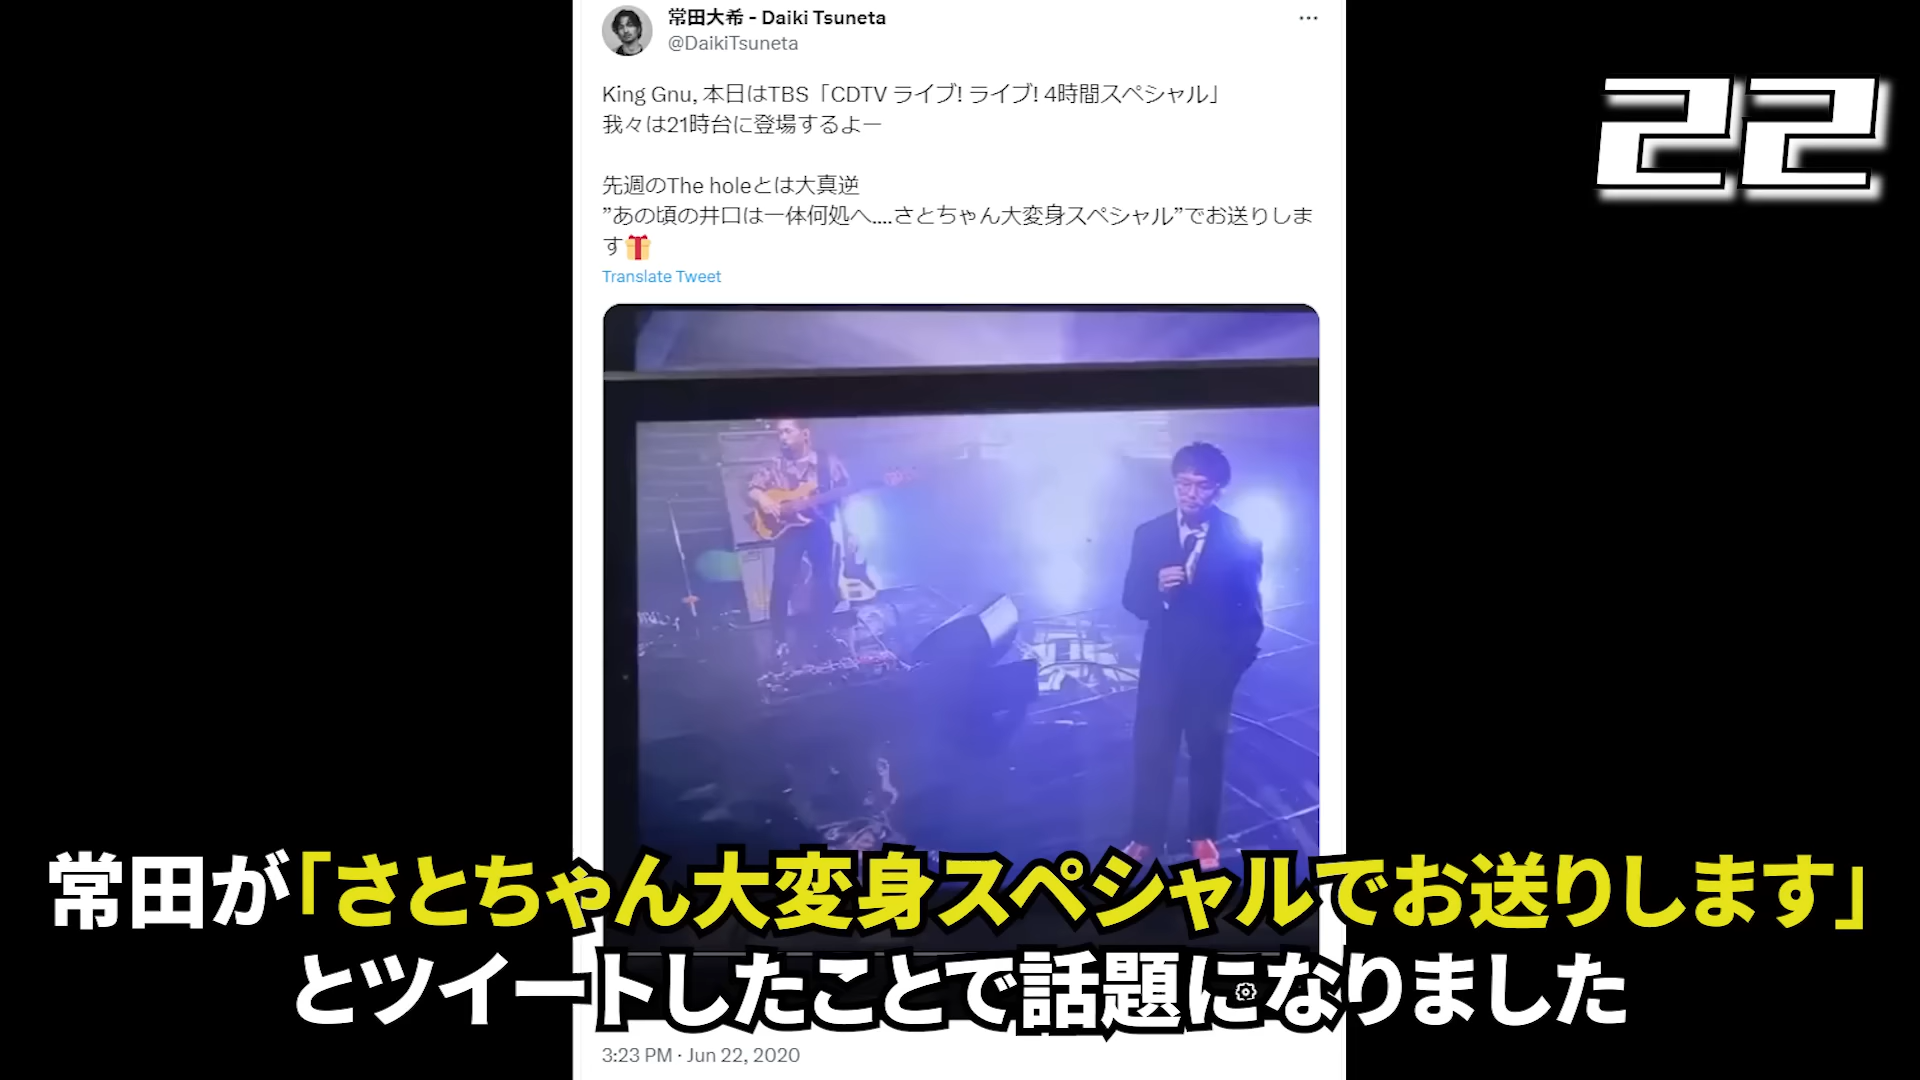 常田大希 - Daiki Tsuneta
@DaikiTsuneta
22
King Gnu, 本日はTBS「CDTV ライブ! ライブ! 4時間スペシャル」
我々は21時台に登場するよー
先週のThe holeとは大真逆
”あの頃の井口は一体何処へ....さとちゃん大変身スペシャル”でお送りしま
す🎁
Translate Tweet
常田が「さとちゃん大変身スペシャルでお送りします」
とツイートしたことで話題になりました
3:23 PM · Jun 22, 2020